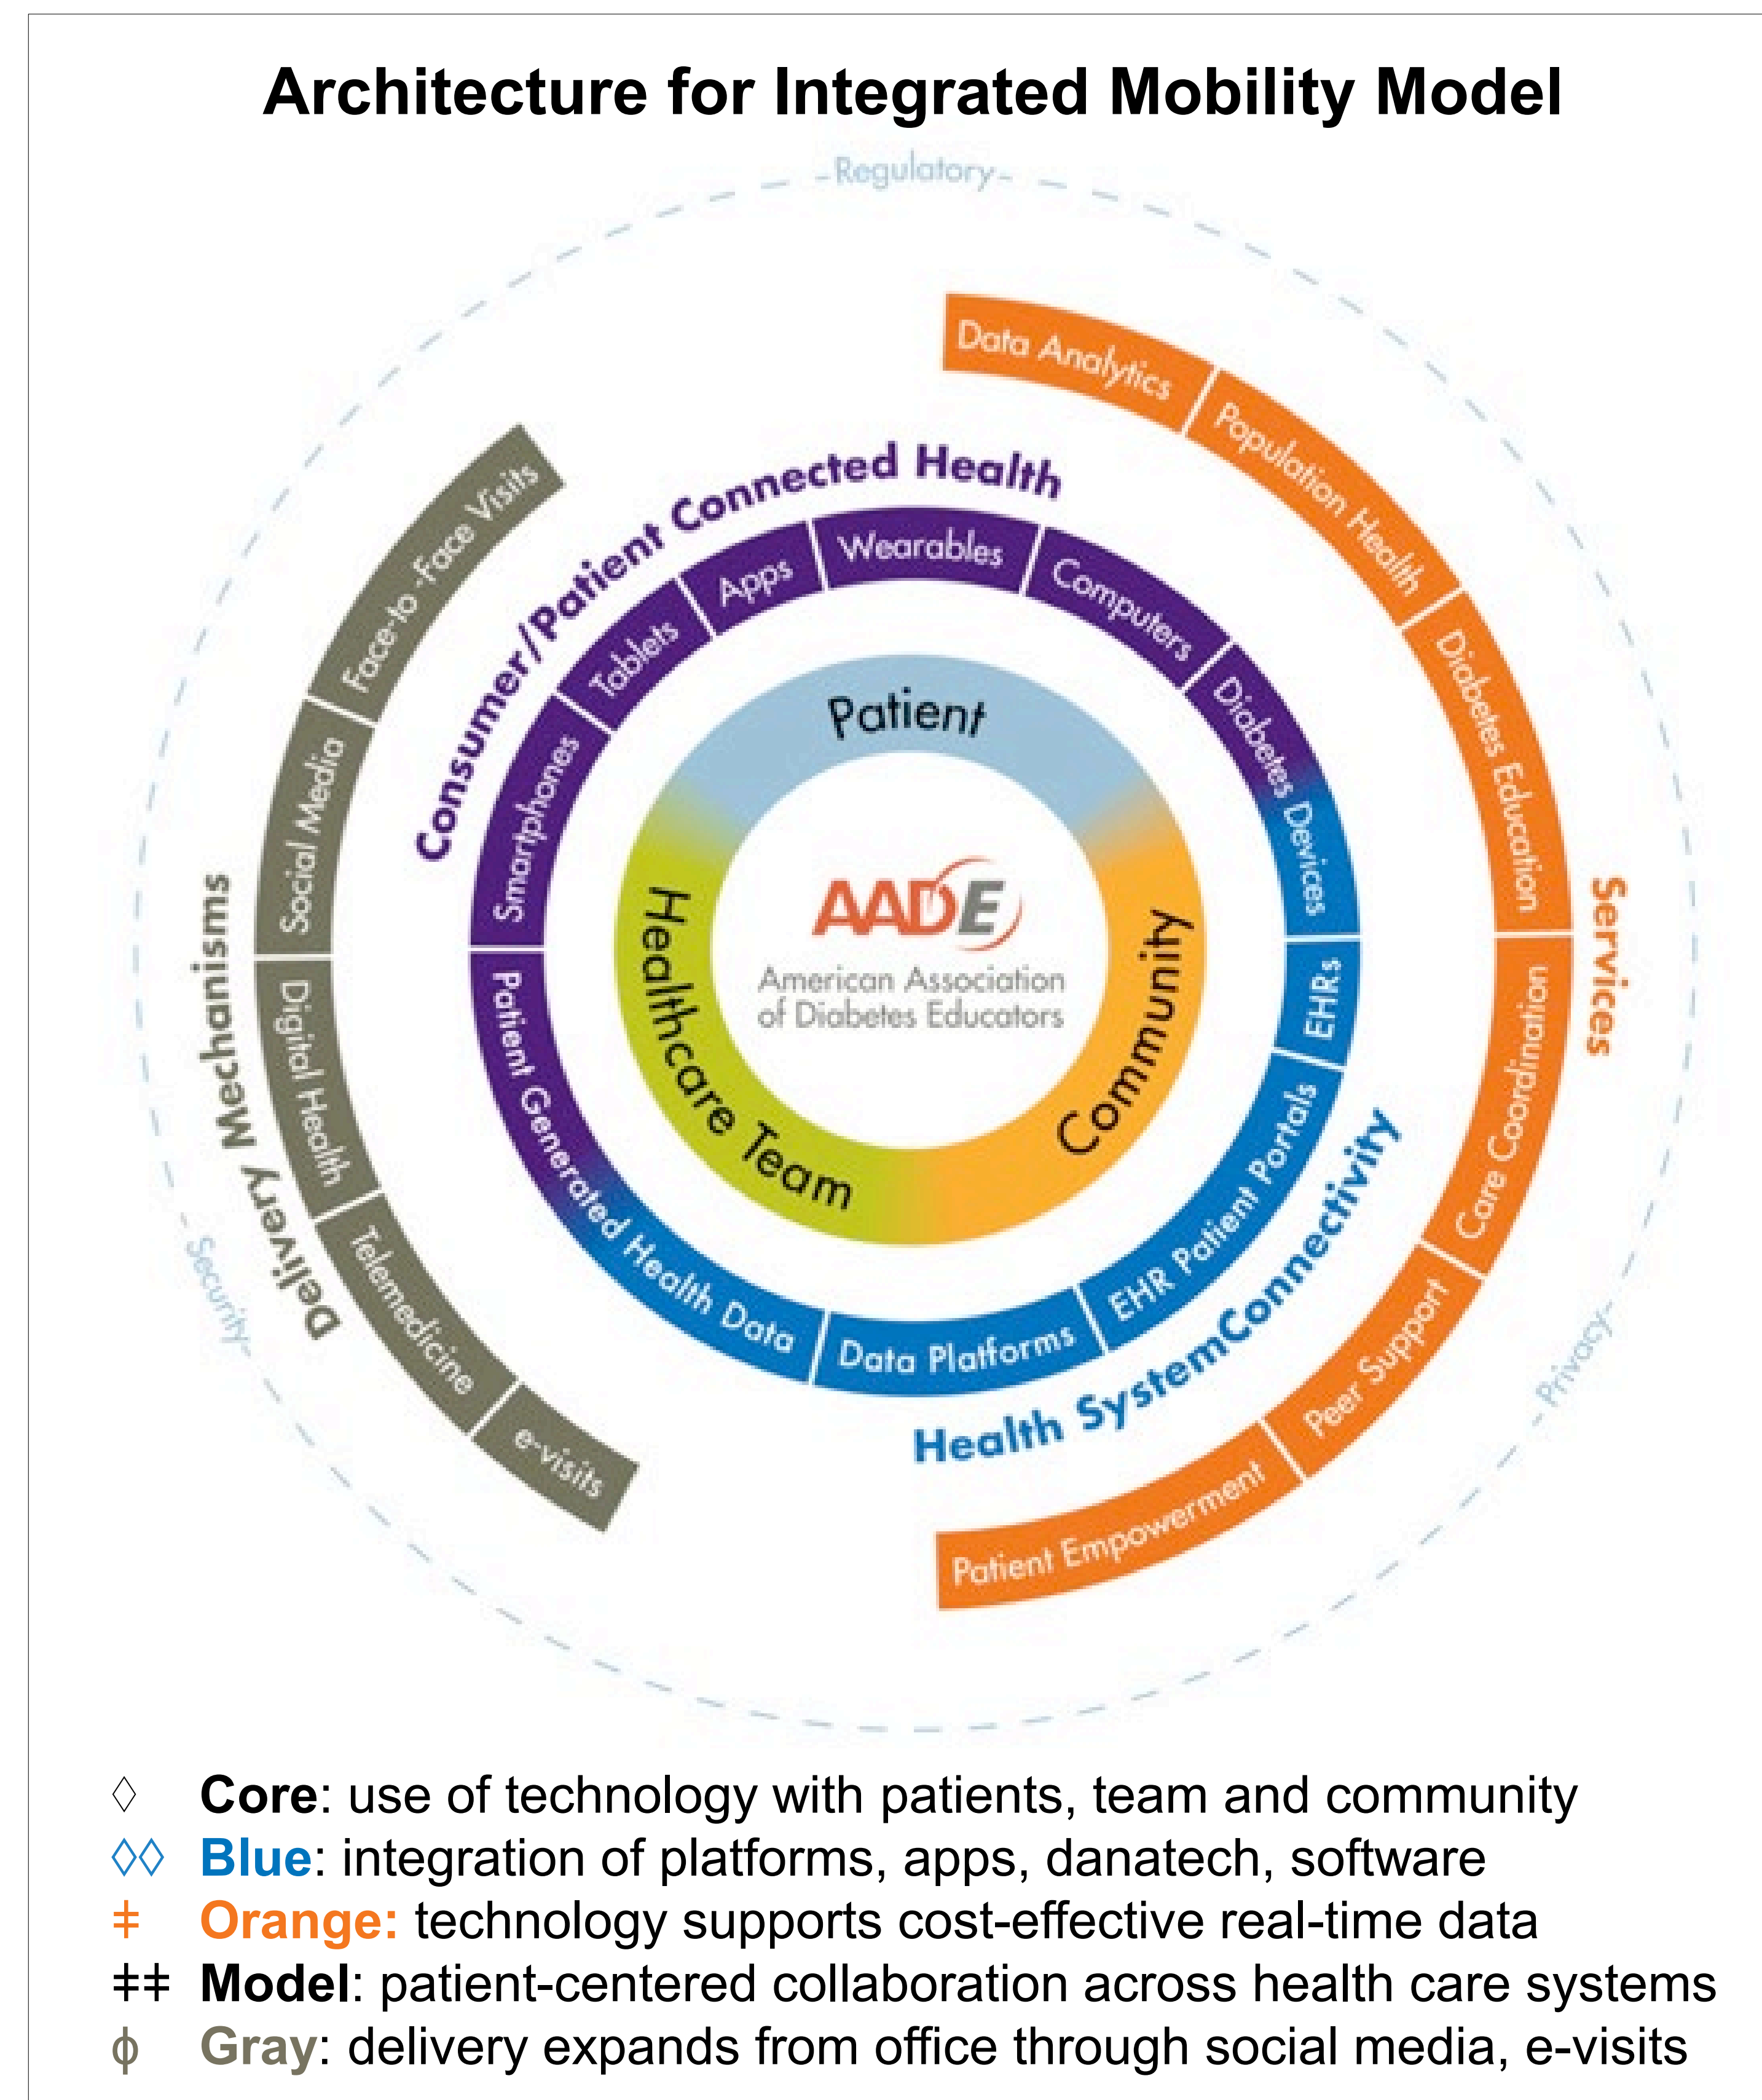 Architecture for Integrated Mobility Model
-Regulatory-
Data Analytics
Population Health
Diabetes Education
Care Coordination
Peer Support
Patient Empowerment
Services
Face-to-Face Visits
Social Media
Digital Health
Telemedicine
e-visits
Delivery Mechanisms
Consumer/Patient Connected Health
Smartphones
Tablets
Apps
Wearables
Computers
Diabetes Devices
EHRs
EHR Patient Portals
Data Platforms
Patient Generated Health Data
Health SystemConnectivity
Patient
Community
Healthcare Team
AADE
American Association
of Diabetes Educators
-Security-
-Privacy-
◊ Core: use of technology with patients, team and community
◊◊ Blue: integration of platforms, apps, danatech, software
ǂ Orange: technology supports cost-effective real-time data
ǂǂ Model: patient-centered collaboration across health care systems
ϕ Gray: delivery expands from office through social media, e-visits